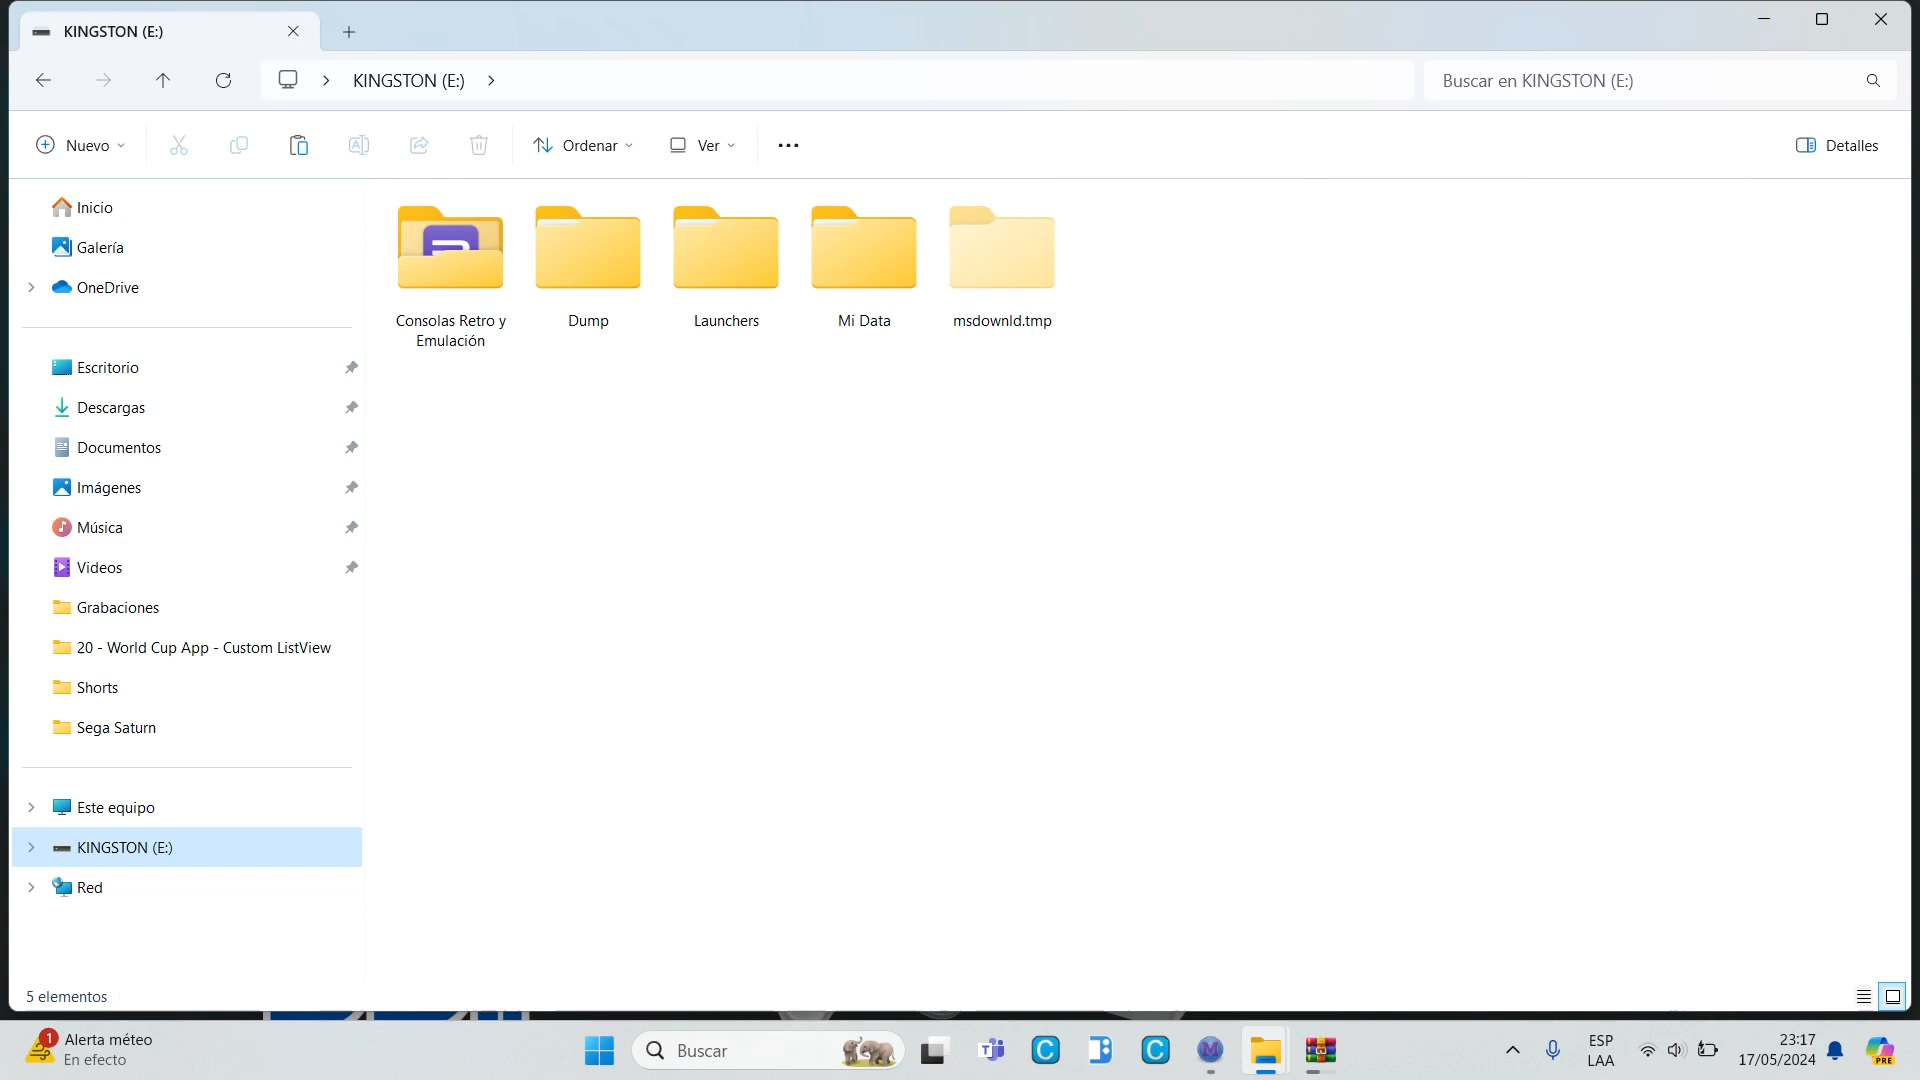 KINGSTON (E:)
KINGSTON (E:)
Buscar en KINGSTON (E:)
Nuevo
Ordenar
Ver
Detalles
Inicio
Galería
OneDrive
Escritorio
Descargas
Documentos
Imágenes
Música
Videos
Grabaciones
20 - World Cup App - Custom ListView
Shorts
Sega Saturn
Este equipo
KINGSTON (E:)
Red
Consolas Retro y
Emulación
Dump
Launchers
Mi Data
msdownld.tmp
5 elementos
1
Alerta méteo
En efecto
Buscar
ESP
LAA
23:17
17/05/2024
PRE